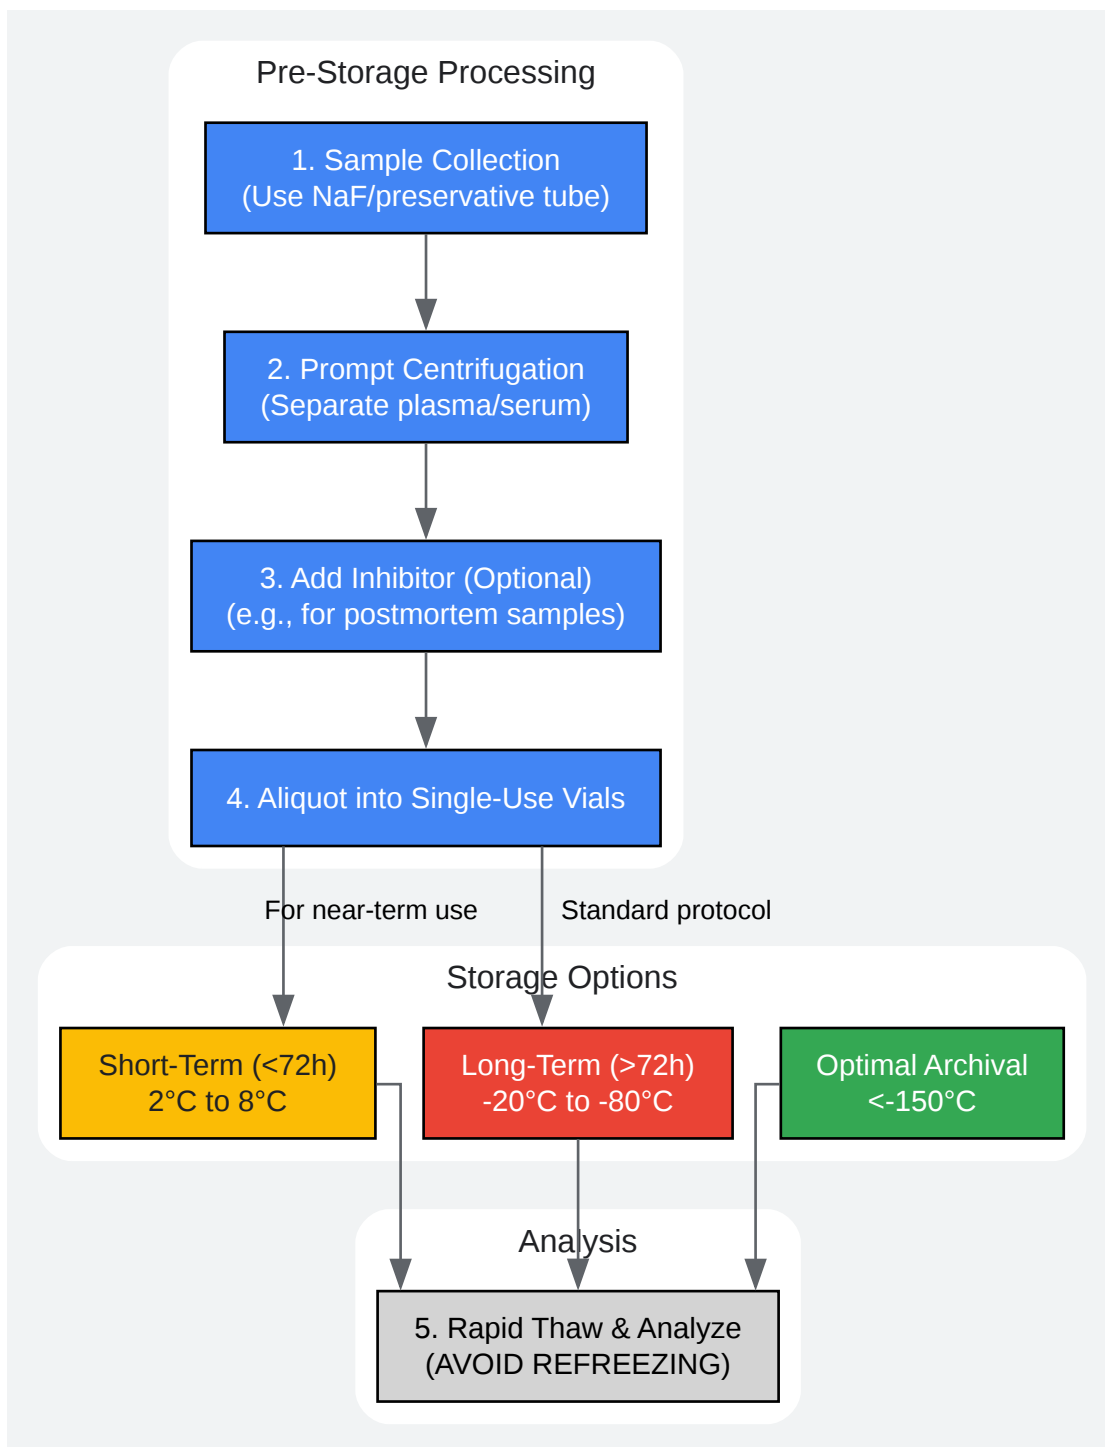 Pre-Storage Processing
1. Sample Collection
(Use NaF/preservative tube)
2. Prompt Centrifugation
(Separate plasma/serum)
3. Add Inhibitor (Optional)
(e.g., for postmortem samples)
4. Aliquot into Single-Use Vials
For near-term use
Standard protocol
Storage Options
Short-Term (<72h)
2°C to 8°C
Long-Term (>72h)
-20°C to -80°C
Optimal Archival
<-150°C
Analysis
5. Rapid Thaw & Analyze
(AVOID REFREEZING)